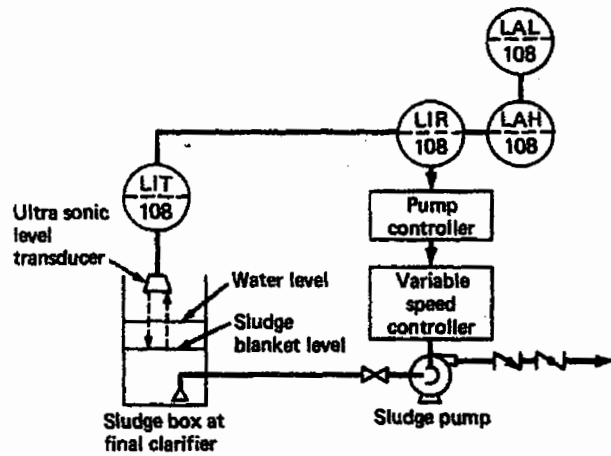 LAL
108
LIR
108
LAH
108
LIT
108
Ultra sonic
level
transducer
Pump
controller
Water level
Variable
speed
controller
Sludge
blanket level
Sludge box at
final clarifier
Sludge pump